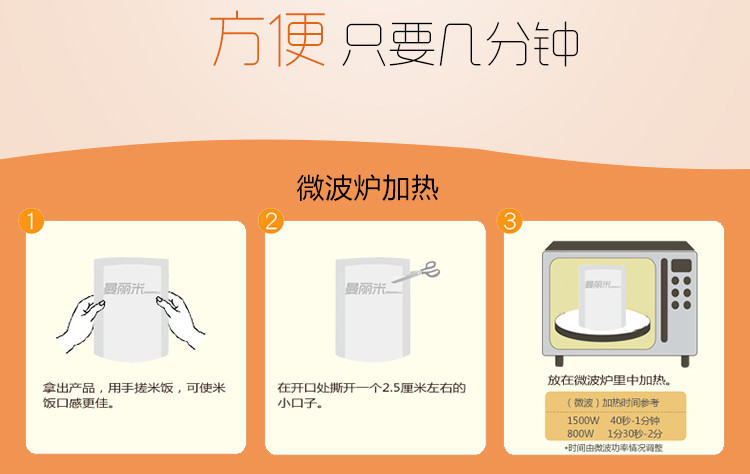 方便 只要几分钟
微波炉加热
1
曼丽米
拿出产品，用手搓米饭，可使米
饭口感更佳。
2
曼丽米
在开口处撕开一个2.5厘米左右的
小口子。
3
曼丽米
放在微波炉里中加热。
（ 微波）加热时间参考
1500W 40秒-1分钟
800W 1分30秒-2分
•时间由微波功率情况调整